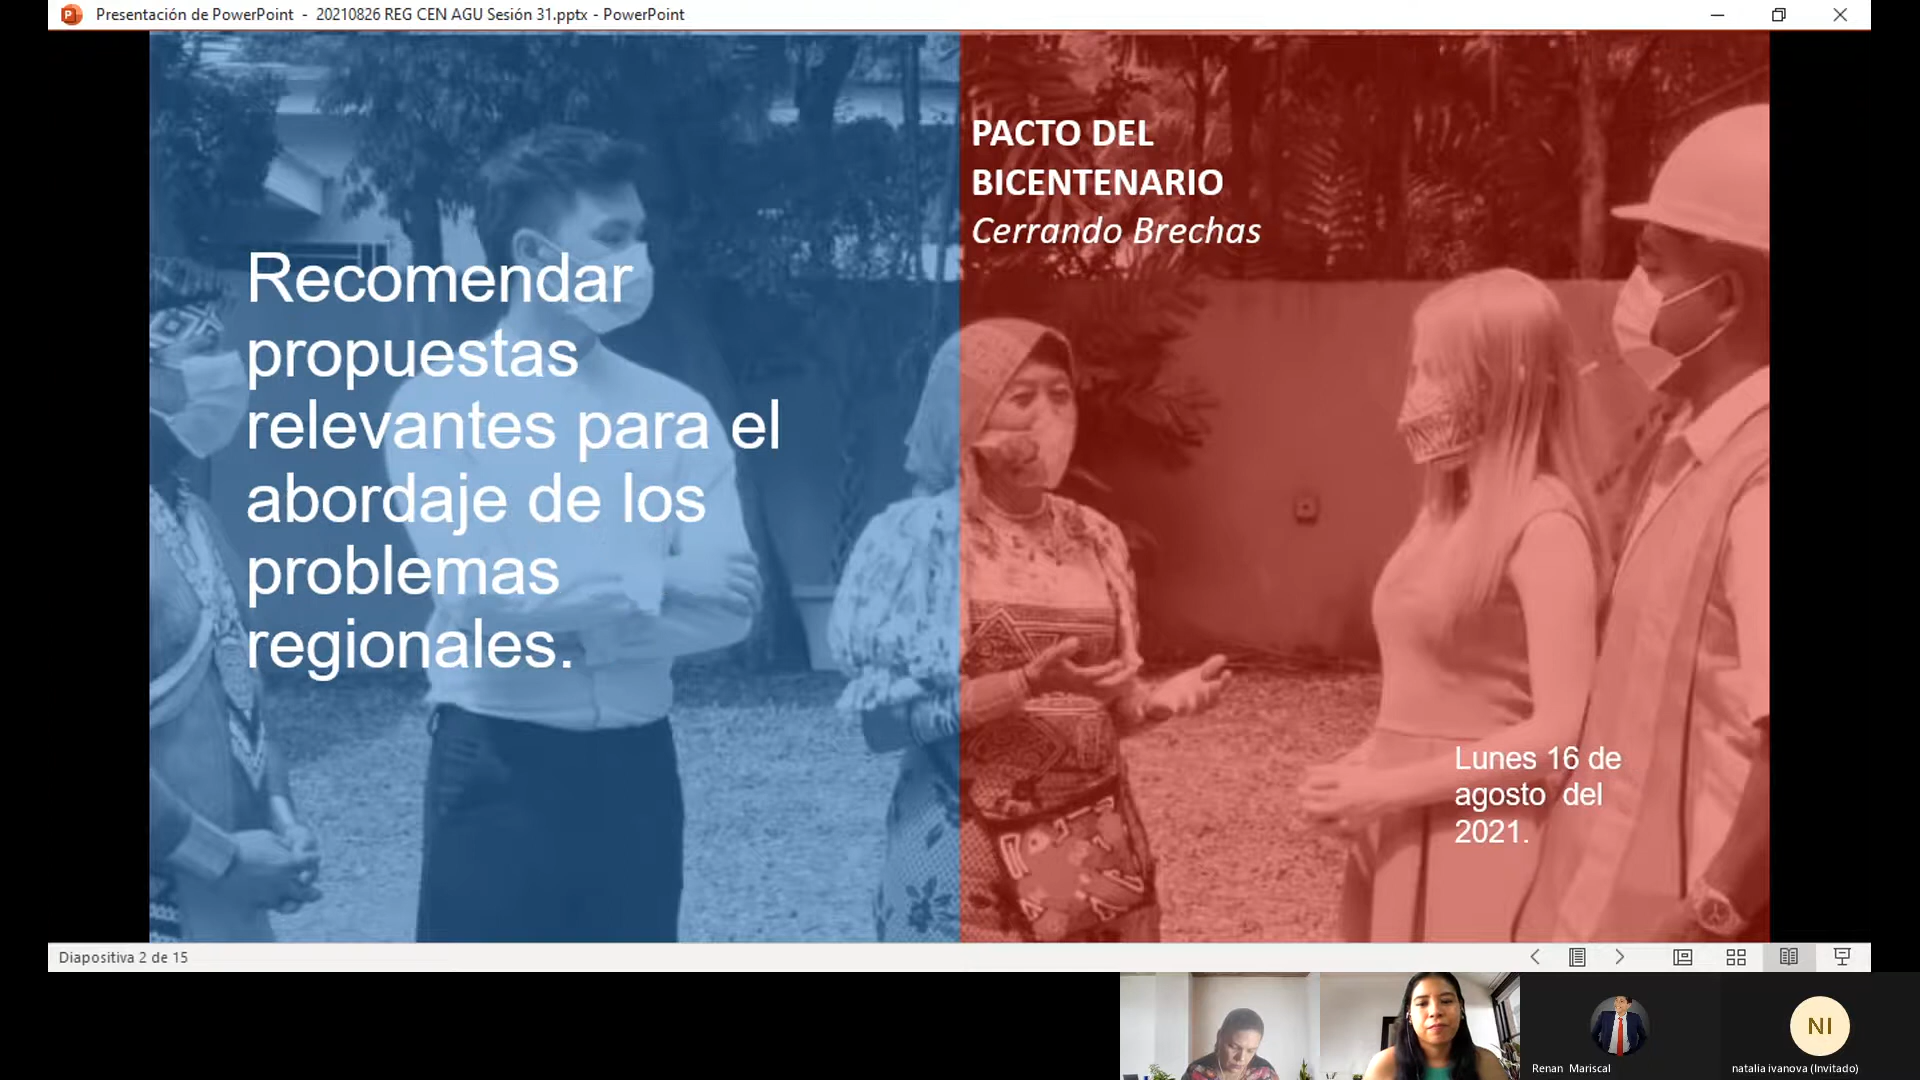 Presentación de PowerPoint - 20210826 REG CEN AGU Sesión 31.pptx - PowerPoint
PACTO DEL
BICENTENARIO
Cerrando Brechas
Recomendar
propuestas
relevantes para el
abordaje de los
problemas
regionales.
Lunes 16 de
agosto del
2021.
Diapositiva 2 de 15
NI
Renan Mariscal
natalia ivanova (Invitado)